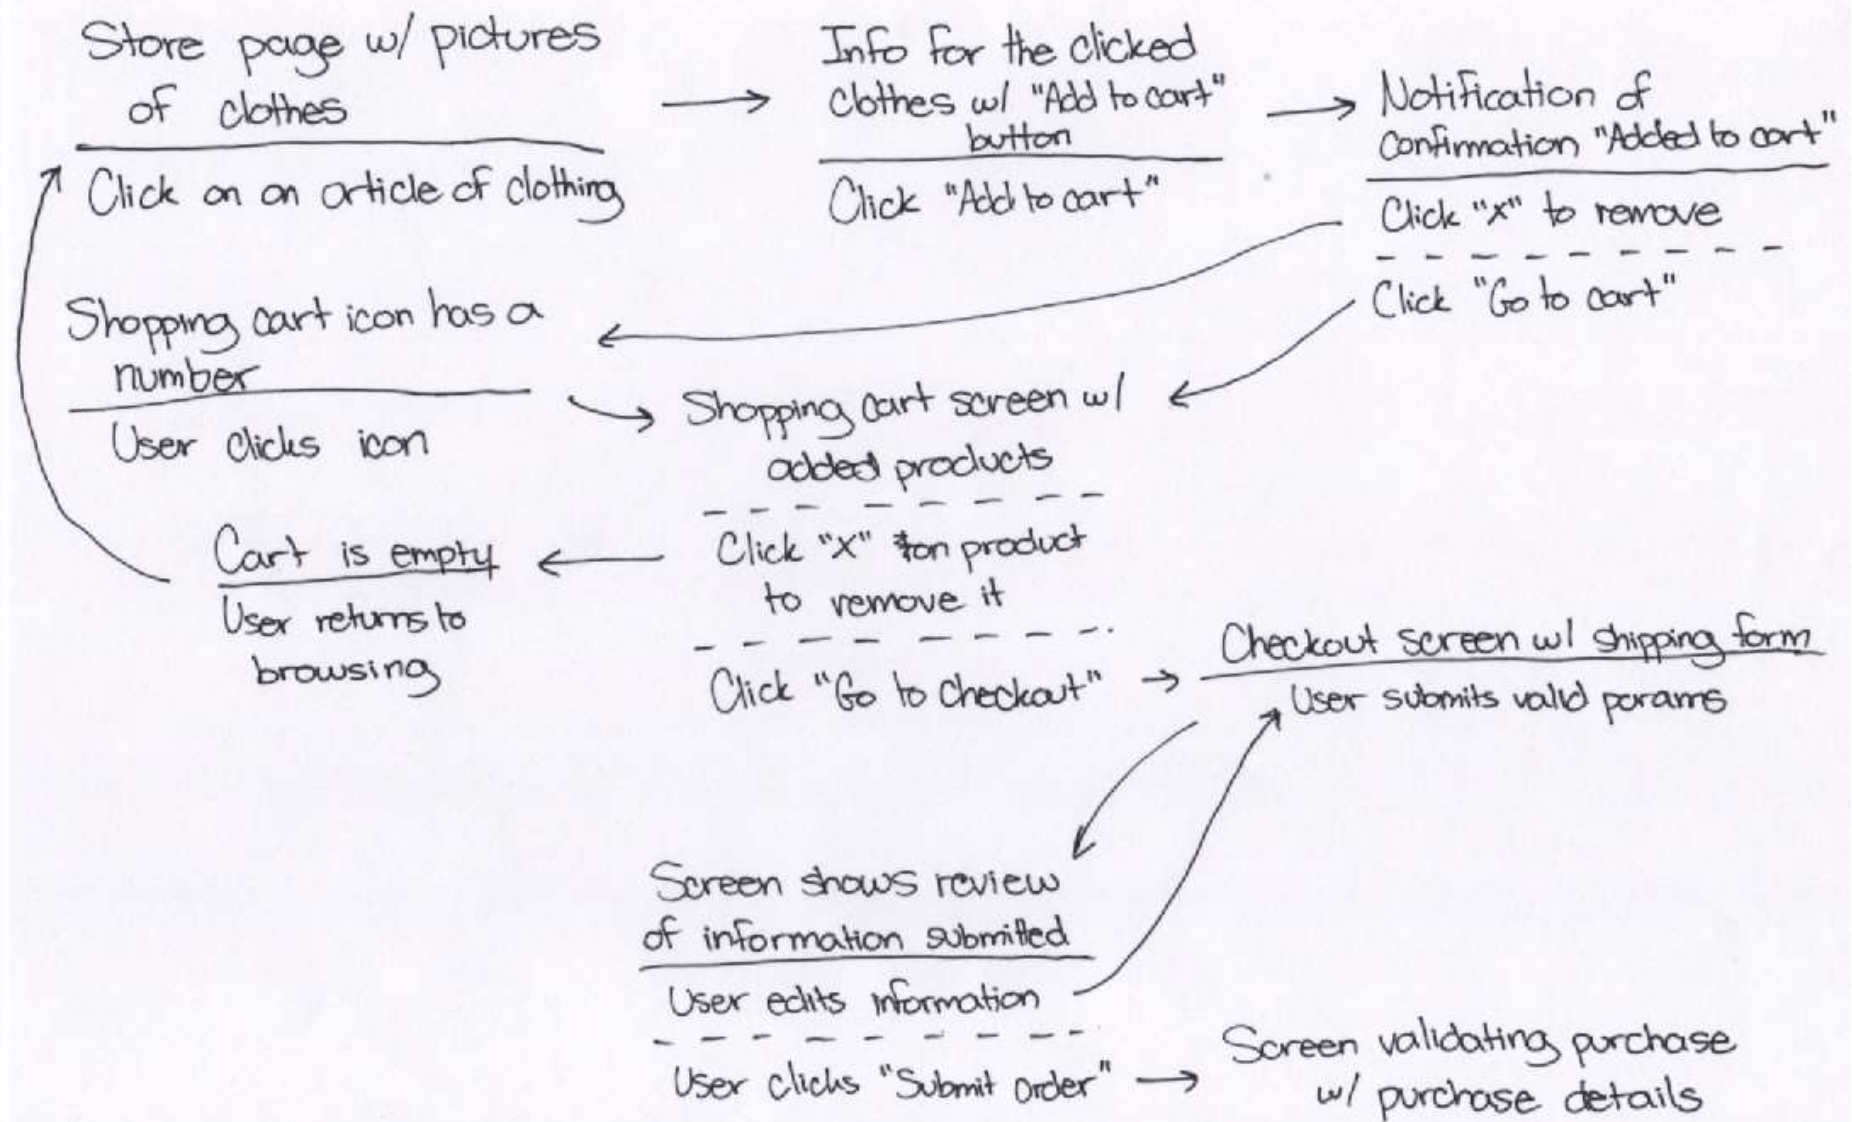 Store page w/ pictures
of clothes
Click on an article of clothing
Info for the clicked
clothes w/ "Add to cart"
button
Click "Add to cart"
Notification of
confirmation "Added to cart"
Click "x" to remove
Click "Go to cart"
Shopping cart icon has a
number
User clicks icon
Shopping cart screen w/
added products
Click "X" on product
to remove it
Click "Go to Checkout"
Cart is empty
User returns to
browsing
Checkout screen w/ shipping form
User submits valid params
Screen shows review
of information submitted
User edits information
User clicks "Submit order"
Screen validating purchase
w/ purchase details